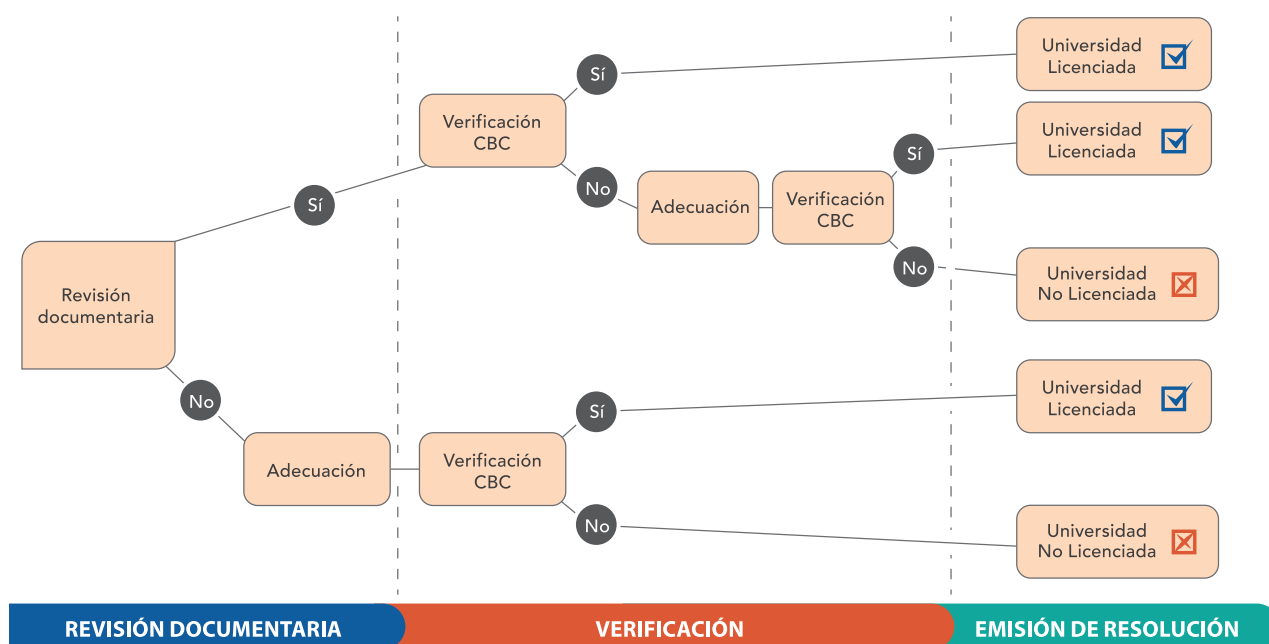 Universidad
Licenciada
Sí
Verificación
CBC
Universidad
Licenciada
Sí
No
Adecuación
Verificación
CBC
Sí
No
Universidad
No Licenciada
Revisión
documentaria
No
Universidad
Licenciada
Sí
Adecuación
Verificación
CBC
No
Universidad
No Licenciada
REVISIÓN DOCUMENTARIA
VERIFICACIÓN
EMISIÓN DE RESOLUCIÓN